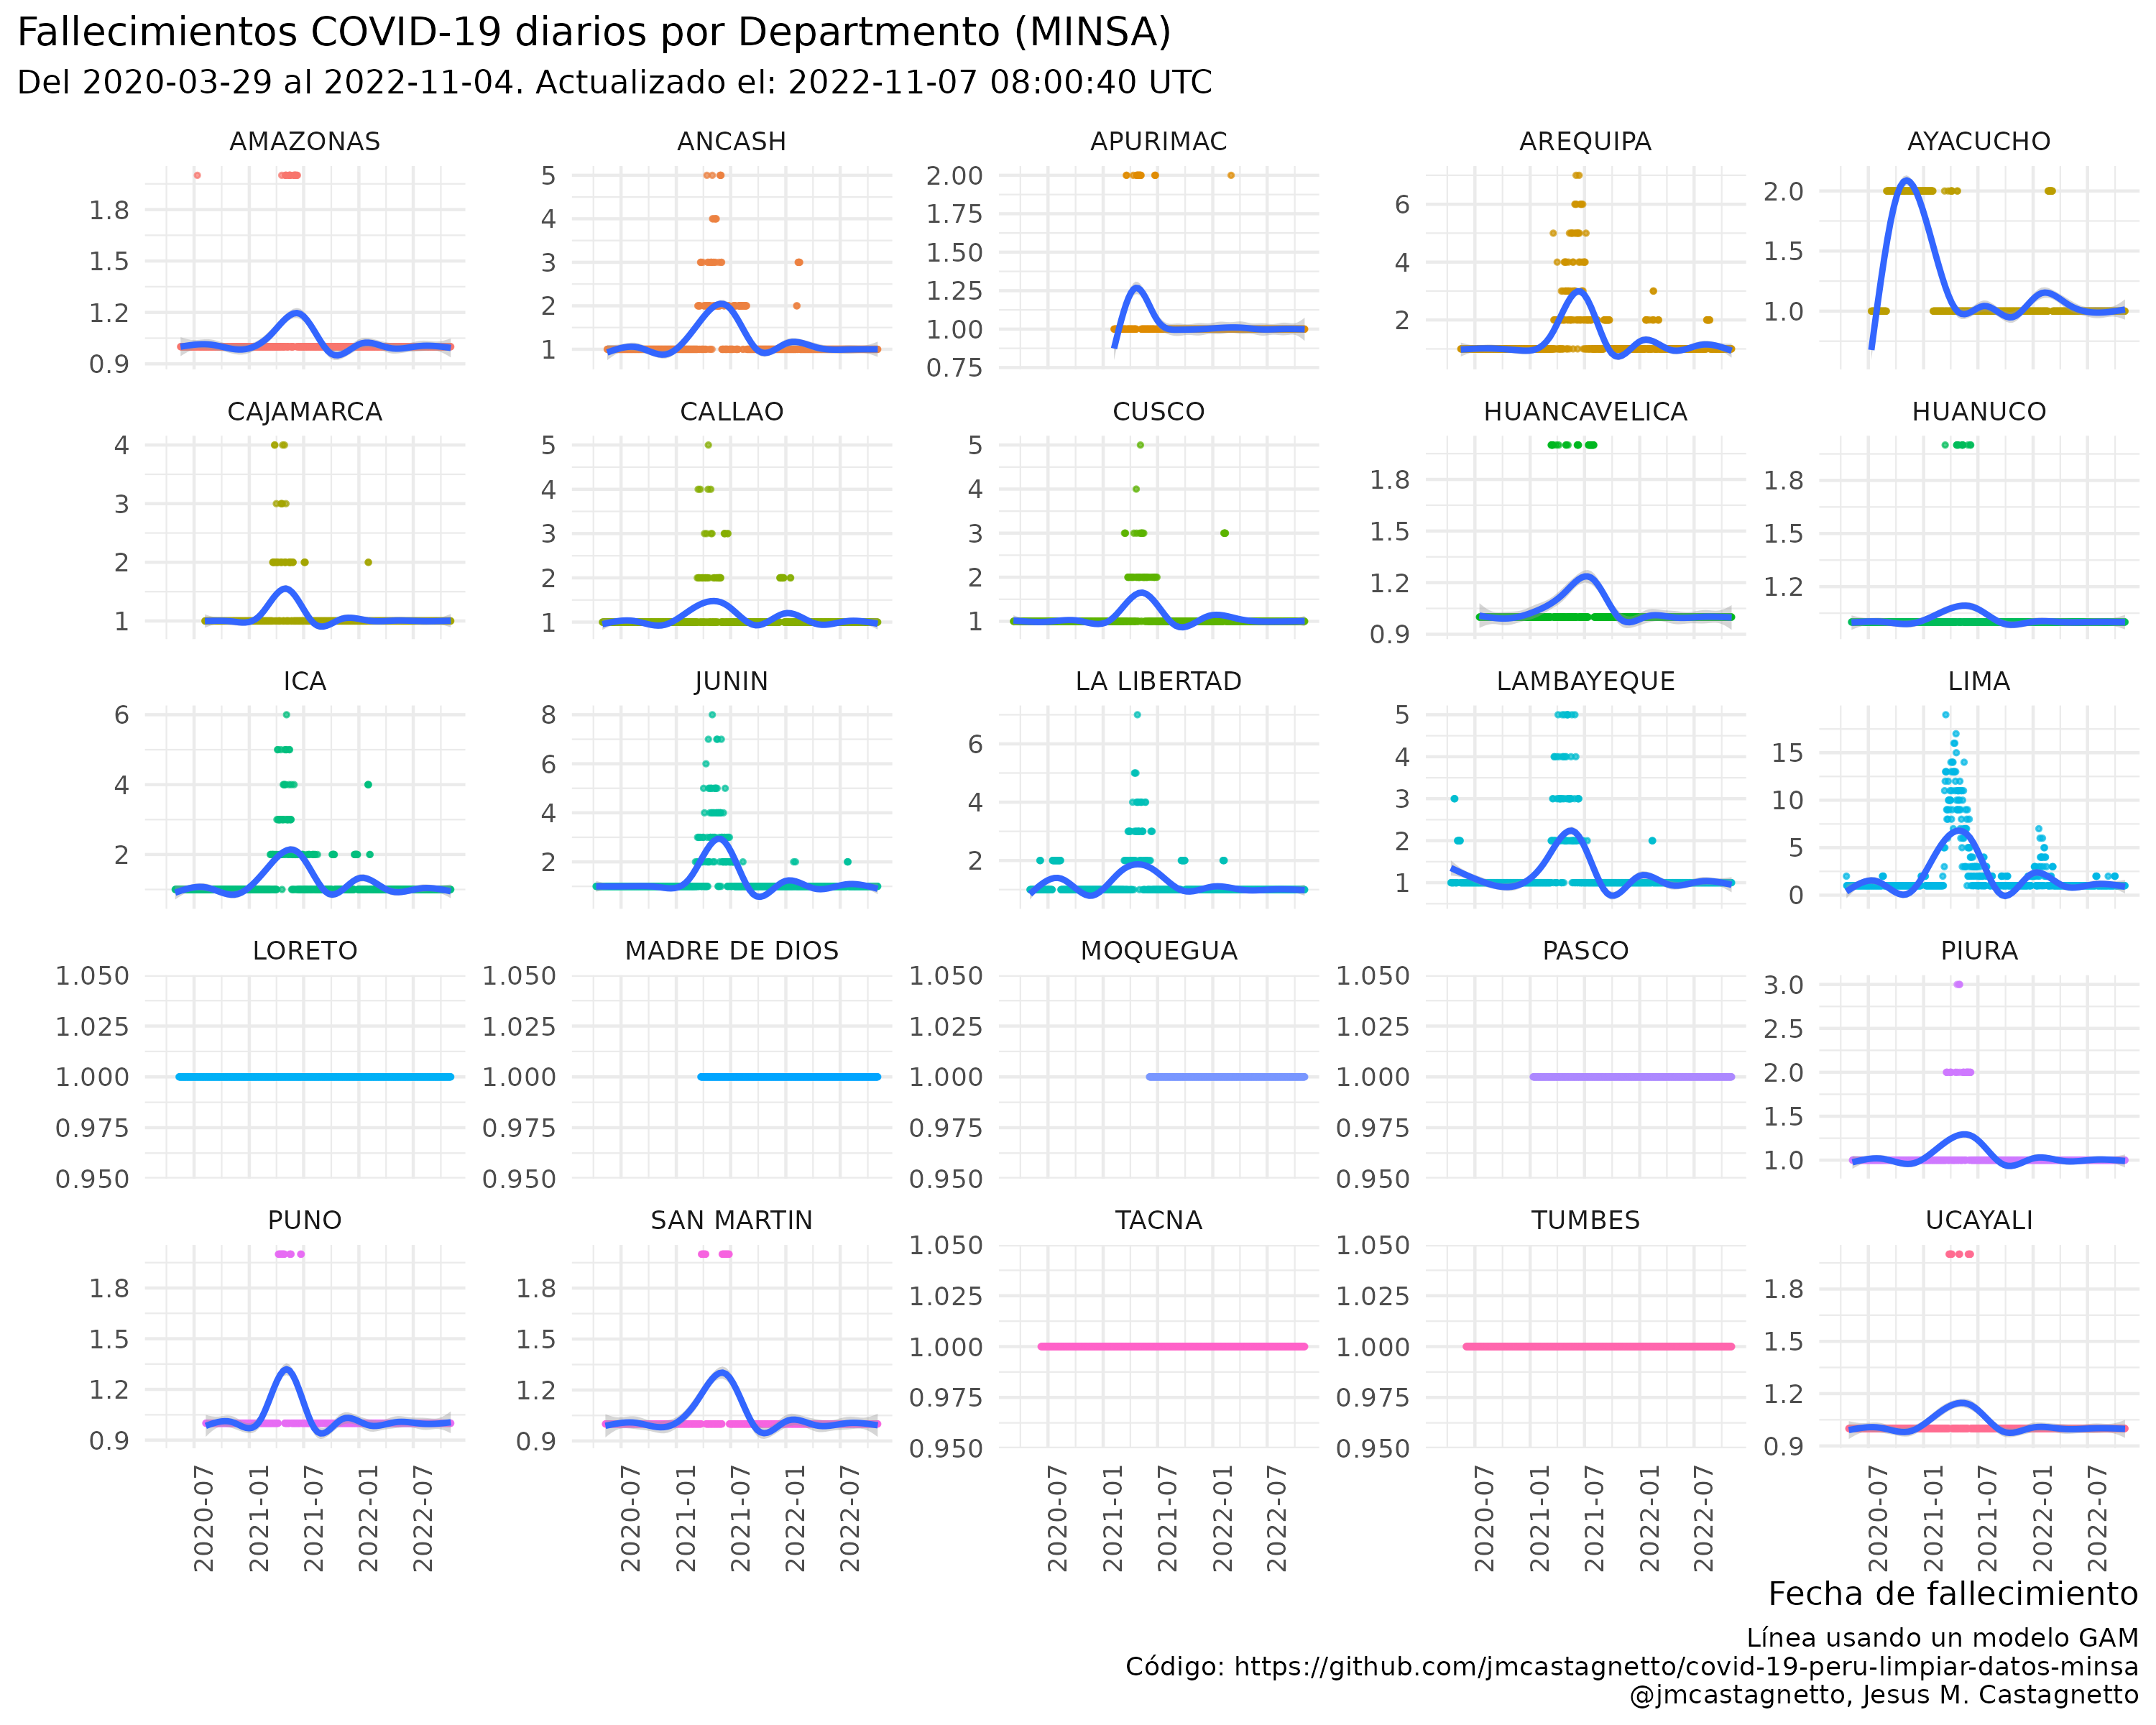 Fallecimientos COVID-19 diarios por Departmento (MINSA)
Del 2020-03-29 al 2022-11-04. Actualizado el: 2022-11-07 08:00:40 UTC
AMAZONAS ANCASH APURIMAC AREQUIPA AYACUCHO
1.8 1.5 1.2 0.9
5 4 3 2 1
2.00 1.75 1.50 1.25 1.00 0.75
6 4 2
2.0 1.5 1.0
CAJAMARCA CALLAO CUSCO HUANCAVELICA HUANUCO
4 3 2 1
5 4 3 2 1
5 4 3 2 1
1.8 1.5 1.2 0.9
1.8 1.5 1.2
ICA JUNIN LA LIBERTAD LAMBAYEQUE LIMA
6 4 2
8 6 4 2
6 4 2
5 4 3 2 1
15 10 5 0
LORETO MADRE DE DIOS MOQUEGUA PASCO PIURA
1.050 1.025 1.000 0.975 0.950
1.050 1.025 1.000 0.975 0.950
1.050 1.025 1.000 0.975 0.950
1.050 1.025 1.000 0.975 0.950
3.0 2.5 2.0 1.5 1.0
PUNO SAN MARTIN TACNA TUMBES UCAYALI
1.8 1.5 1.2 0.9
1.8 1.5 1.2 0.9
1.050 1.025 1.000 0.975 0.950
1.050 1.025 1.000 0.975 0.950
1.8 1.5 1.2 0.9
2020-07 2021-01 2021-07 2022-01 2022-07
2020-07 2021-01 2021-07 2022-01 2022-07
2020-07 2021-01 2021-07 2022-01 2022-07
2020-07 2021-01 2021-07 2022-01 2022-07
2020-07 2021-01 2021-07 2022-01 2022-07
Fecha de fallecimiento
Línea usando un modelo GAM
Código: https://github.com/jmcastagnetto/covid-19-peru-limpiar-datos-minsa
@jmcastagnetto, Jesus M. Castagnetto